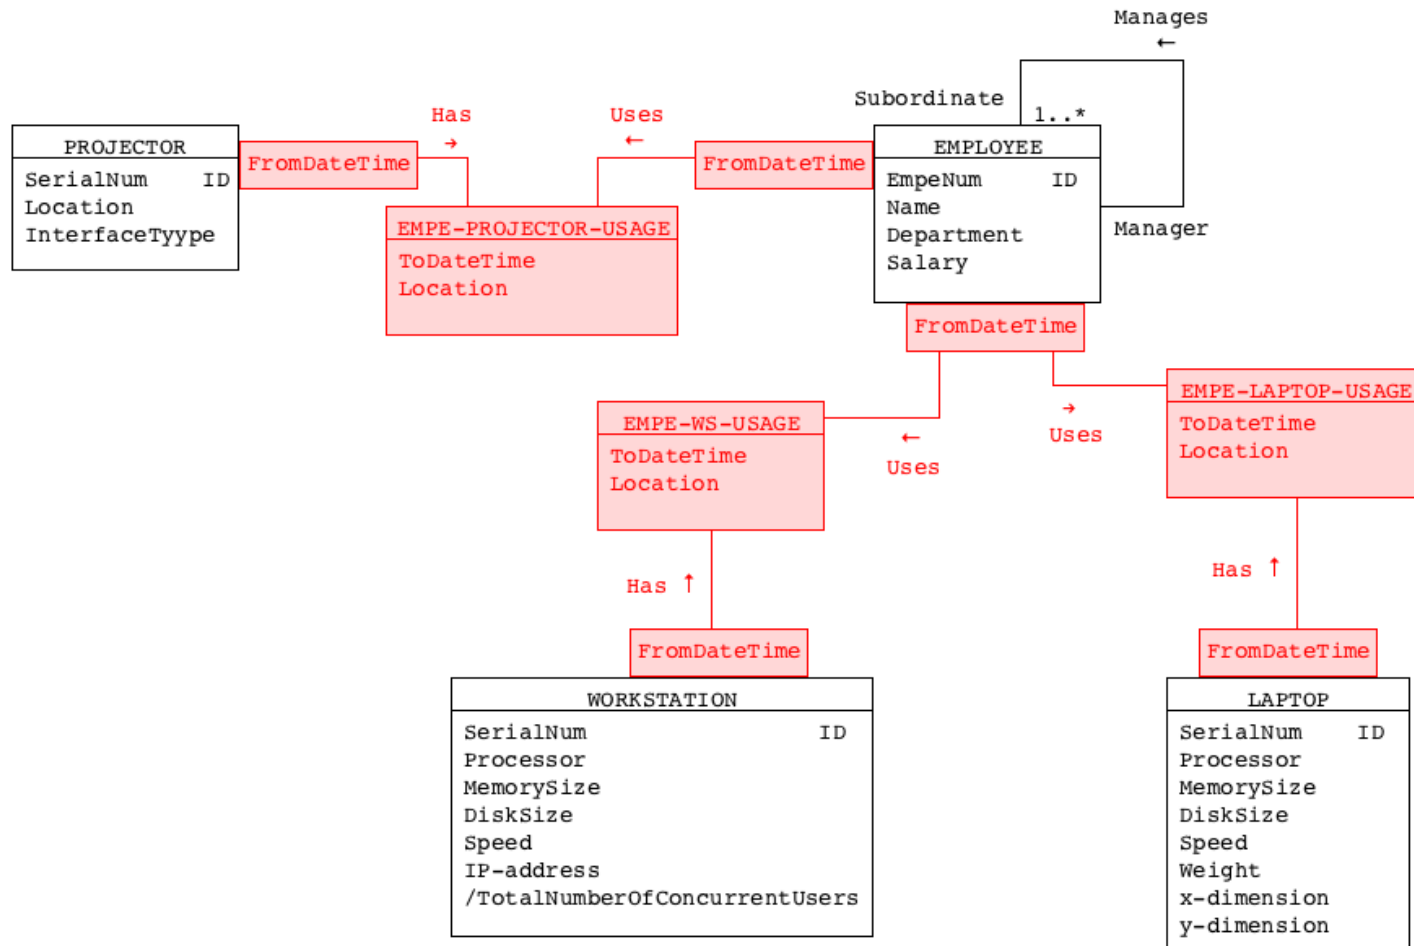 Manages
←
Subordinate
1..*
Has
→
Uses
←
PROJECTOR
SerialNum ID
Location
InterfaceTyype
FromDateTime
FromDateTime
EMPLOYEE
EmpeNum ID
Name
Department
Salary
Manager
EMPE-PROJECTOR-USAGE
ToDateTime
Location
FromDateTime
EMPE-WS-USAGE
ToDateTime
Location
←
Uses
→
Uses
EMPE-LAPTOP-USAGE
ToDateTime
Location
Has ↑
Has ↑
FromDateTime
FromDateTime
WORKSTATION
SerialNum ID
Processor
MemorySize
DiskSize
Speed
IP-address
/TotalNumberOfConcurrentUsers
LAPTOP
SerialNum ID
Processor
MemorySize
DiskSize
Speed
Weight
x-dimension
y-dimension